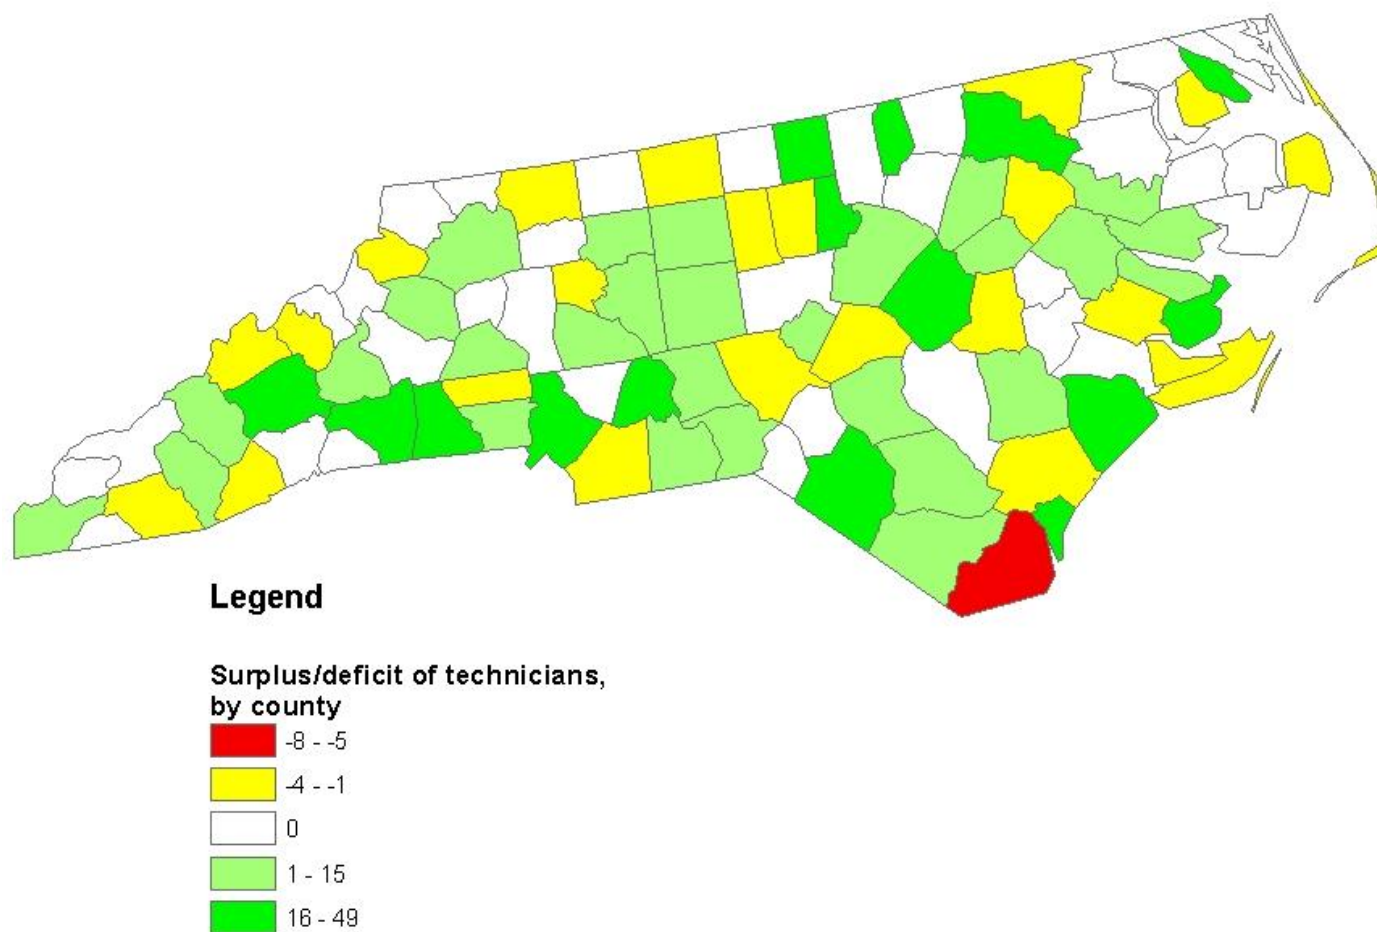 Legend
Surplus/deficit of technicians,
by county
-8 - -5
-4 - -1
0
1 - 15
16 - 49